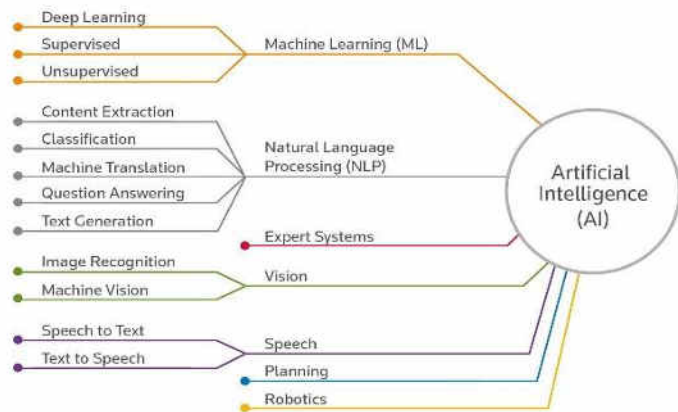 Deep Learning
Supervised
Unsupervised
Machine Learning (ML)
Content Extraction
Classification
Machine Translation
Question Answering
Text Generation
Natural Language
Processing (NLP)
Expert Systems
Image Recognition
Machine Vision
Vision
Speech to Text
Text to Speech
Speech
Planning
Robotics
Artificial
Intelligence
(AI)